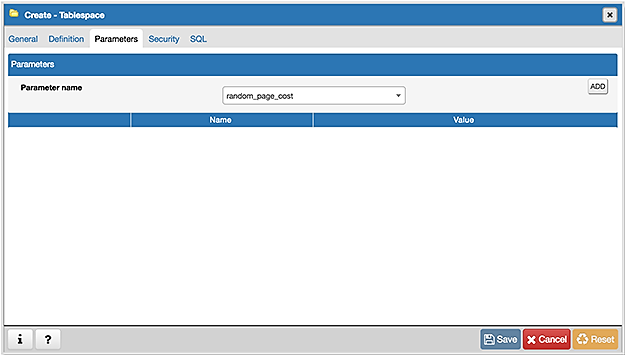 Create - Tablespace
General Definition Parameters Security SQL
Parameters
Parameter name random_page_cost ADD
Name Value
i ? Save Cancel Reset